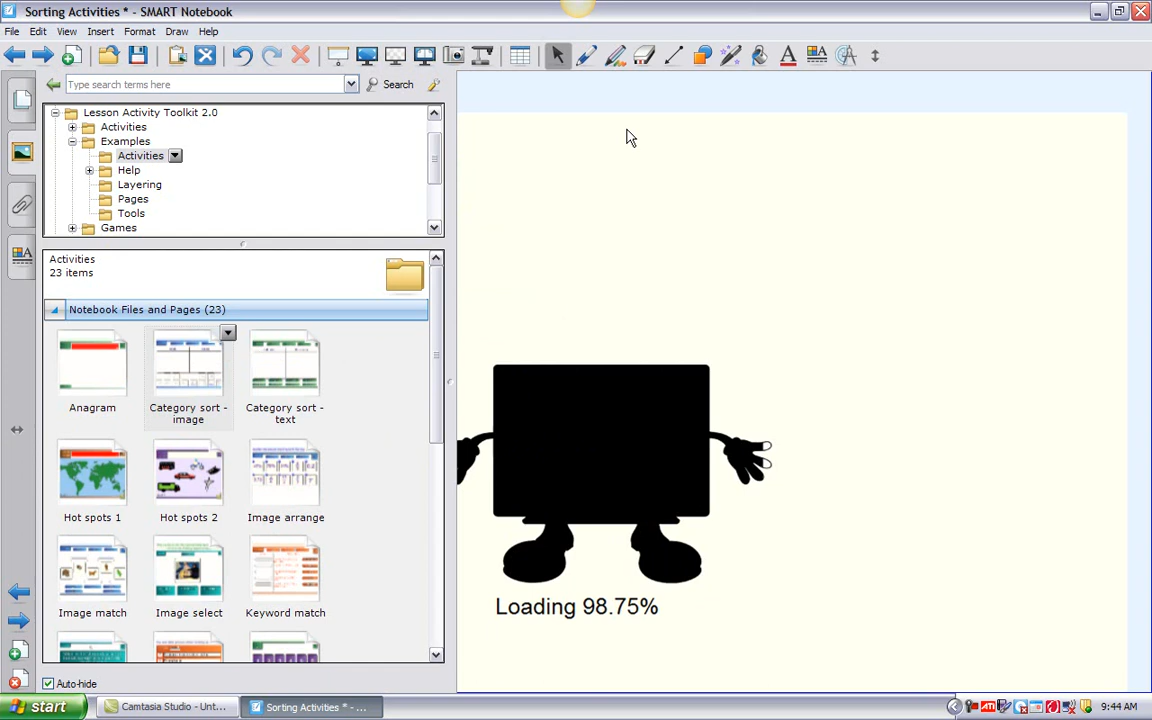 Sorting Activities * - SMART Notebook
File Edit View Insert Format Draw Help
Type search terms here
Search
Lesson Activity Toolkit 2.0
Activities
Examples
Activities
Help
Layering
Pages
Tools
Games
Activities
23 items
Notebook Files and Pages (23)
Anagram
Category sort - image
Category sort - text
Hot spots 1
Hot spots 2
Image arrange
Image match
Image select
Keyword match
Loading 98.75%
Auto-hide
start
Camtasia Studio - Unt...
Sorting Activities * - ...
9:44 AM